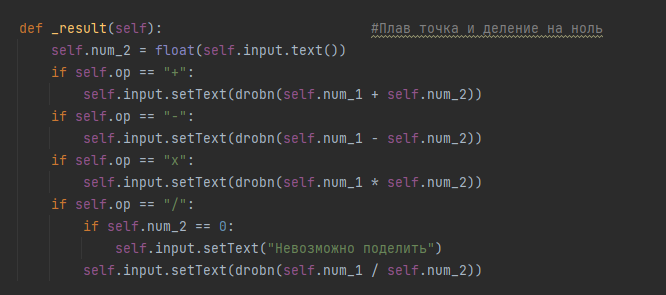 def _result(self): #Плав точка и деление на ноль
self.num_2 = float(self.input.text())
if self.op == "+":
self.input.setText(drobn(self.num_1 + self.num_2))
if self.op == "-":
self.input.setText(drobn(self.num_1 - self.num_2))
if self.op == "x":
self.input.setText(drobn(self.num_1 * self.num_2))
if self.op == "/":
if self.num_2 == 0:
self.input.setText("Невозможно поделить")
self.input.setText(drobn(self.num_1 / self.num_2))